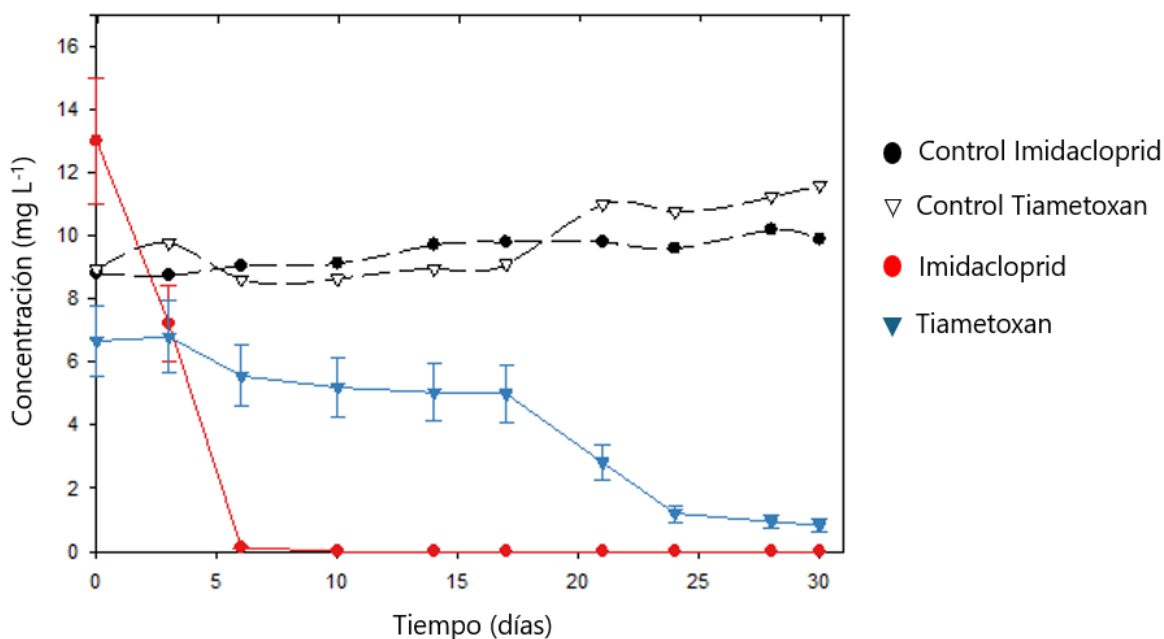 16
14
12
10
8
6
4
2
0
Concentración (mg L⁻¹)
0 5 10 15 20 25 30
Tiempo (días)
Control Imidacloprid
Control Tiametoxan
Imidacloprid
Tiametoxan